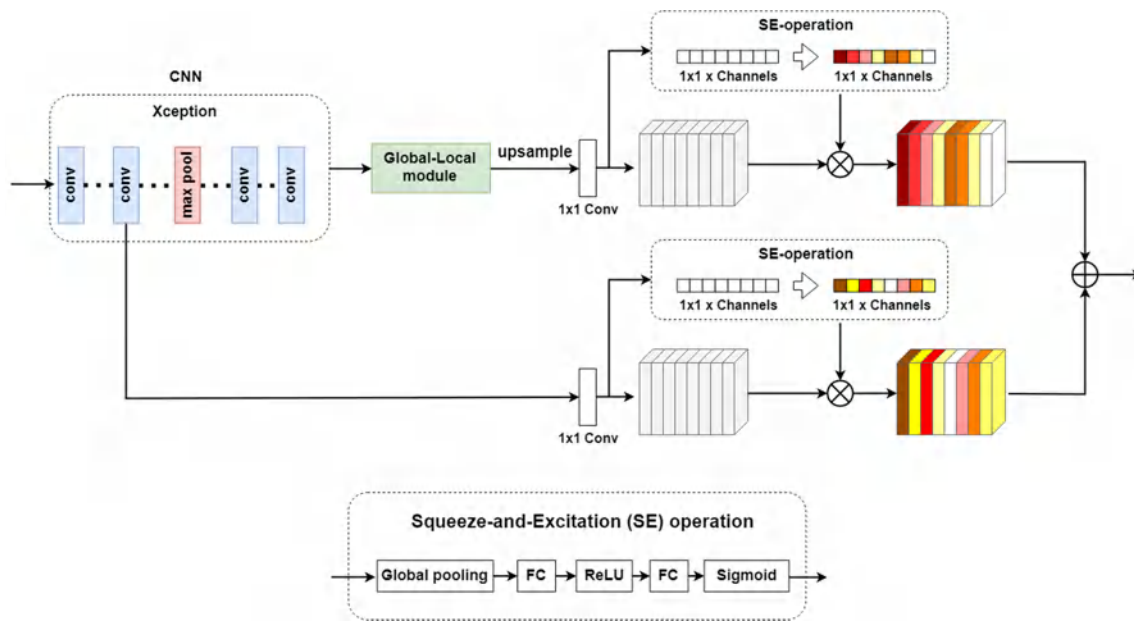 SE-operation
1x1 x Channels
1x1 x Channels
CNN
Xception
conv
conv
max pool
conv
conv
Global-Local
module
upsample
1x1 Conv
SE-operation
1x1 x Channels
1x1 x Channels
1x1 Conv
Squeeze-and-Excitation (SE) operation
Global pooling
FC
ReLU
FC
Sigmoid